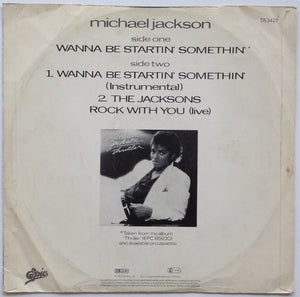 michael jackson
TA 3427
side one
WANNA BE STARTIN' SOMETHIN'*
side two
1. WANNA BE STARTIN' SOMETHIN'
(Instrumental)
2. THE JACKSONS
ROCK WITH YOU (live)
Michael
Jackson
Thriller
* Taken from the album
'Thriller' (EPC 85930)
also available on cassette
Epic